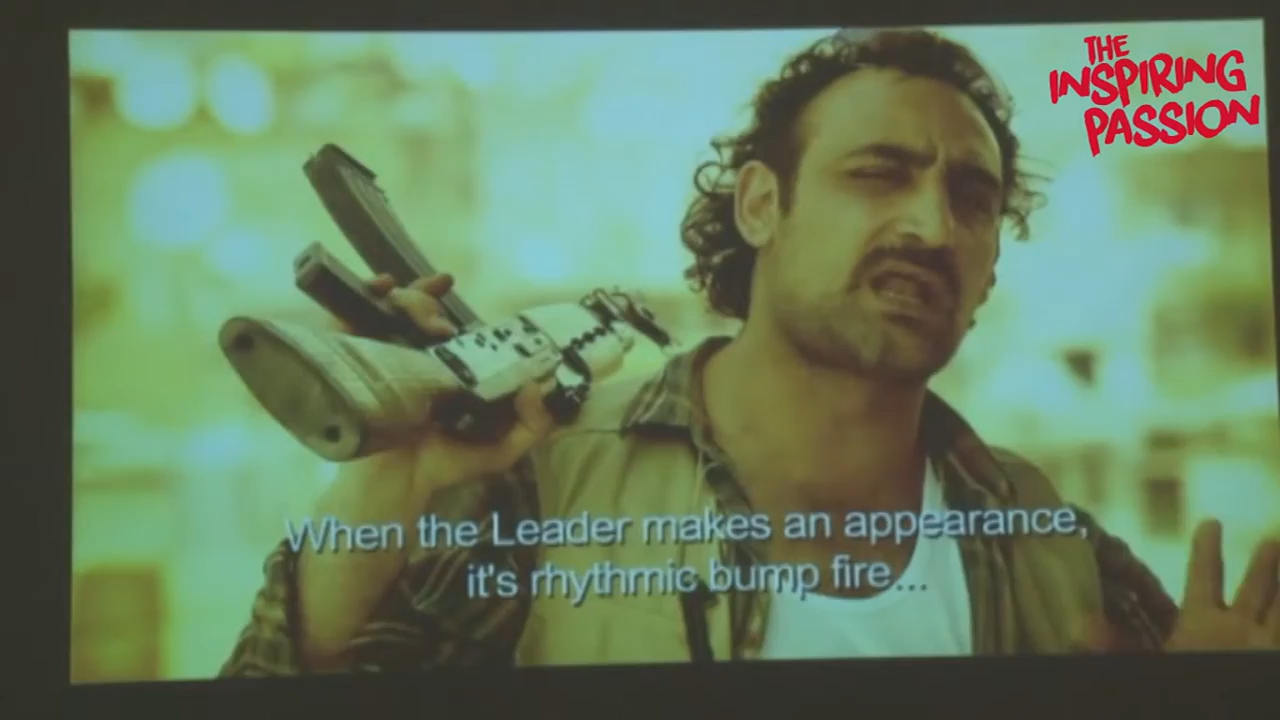 THE
INSPIRING
PASSION
When the Leader makes an appearance,
it's rhythmic bump fire...